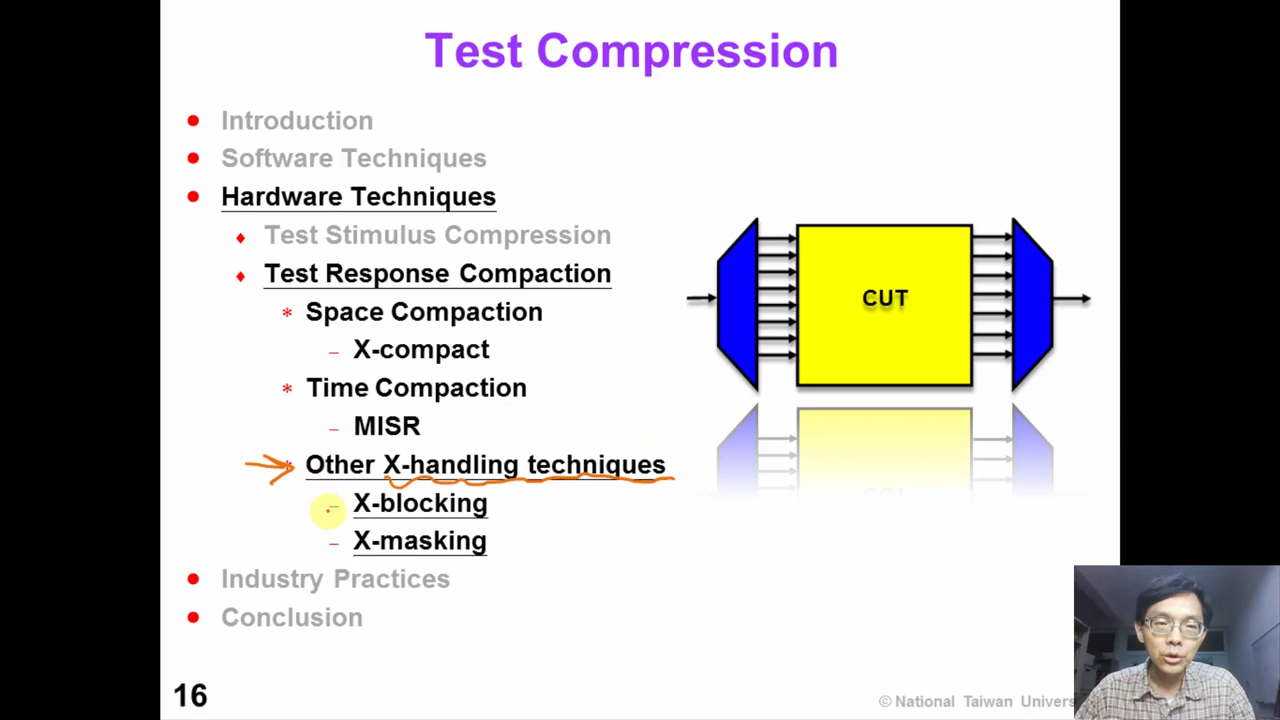 Test Compression
Introduction
Software Techniques
Hardware Techniques
Test Stimulus Compression
Test Response Compaction
Space Compaction
X-compact
Time Compaction
MISR
Other X-handling techniques
X-blocking
X-masking
Industry Practices
Conclusion
CUT
16
© National Taiwan